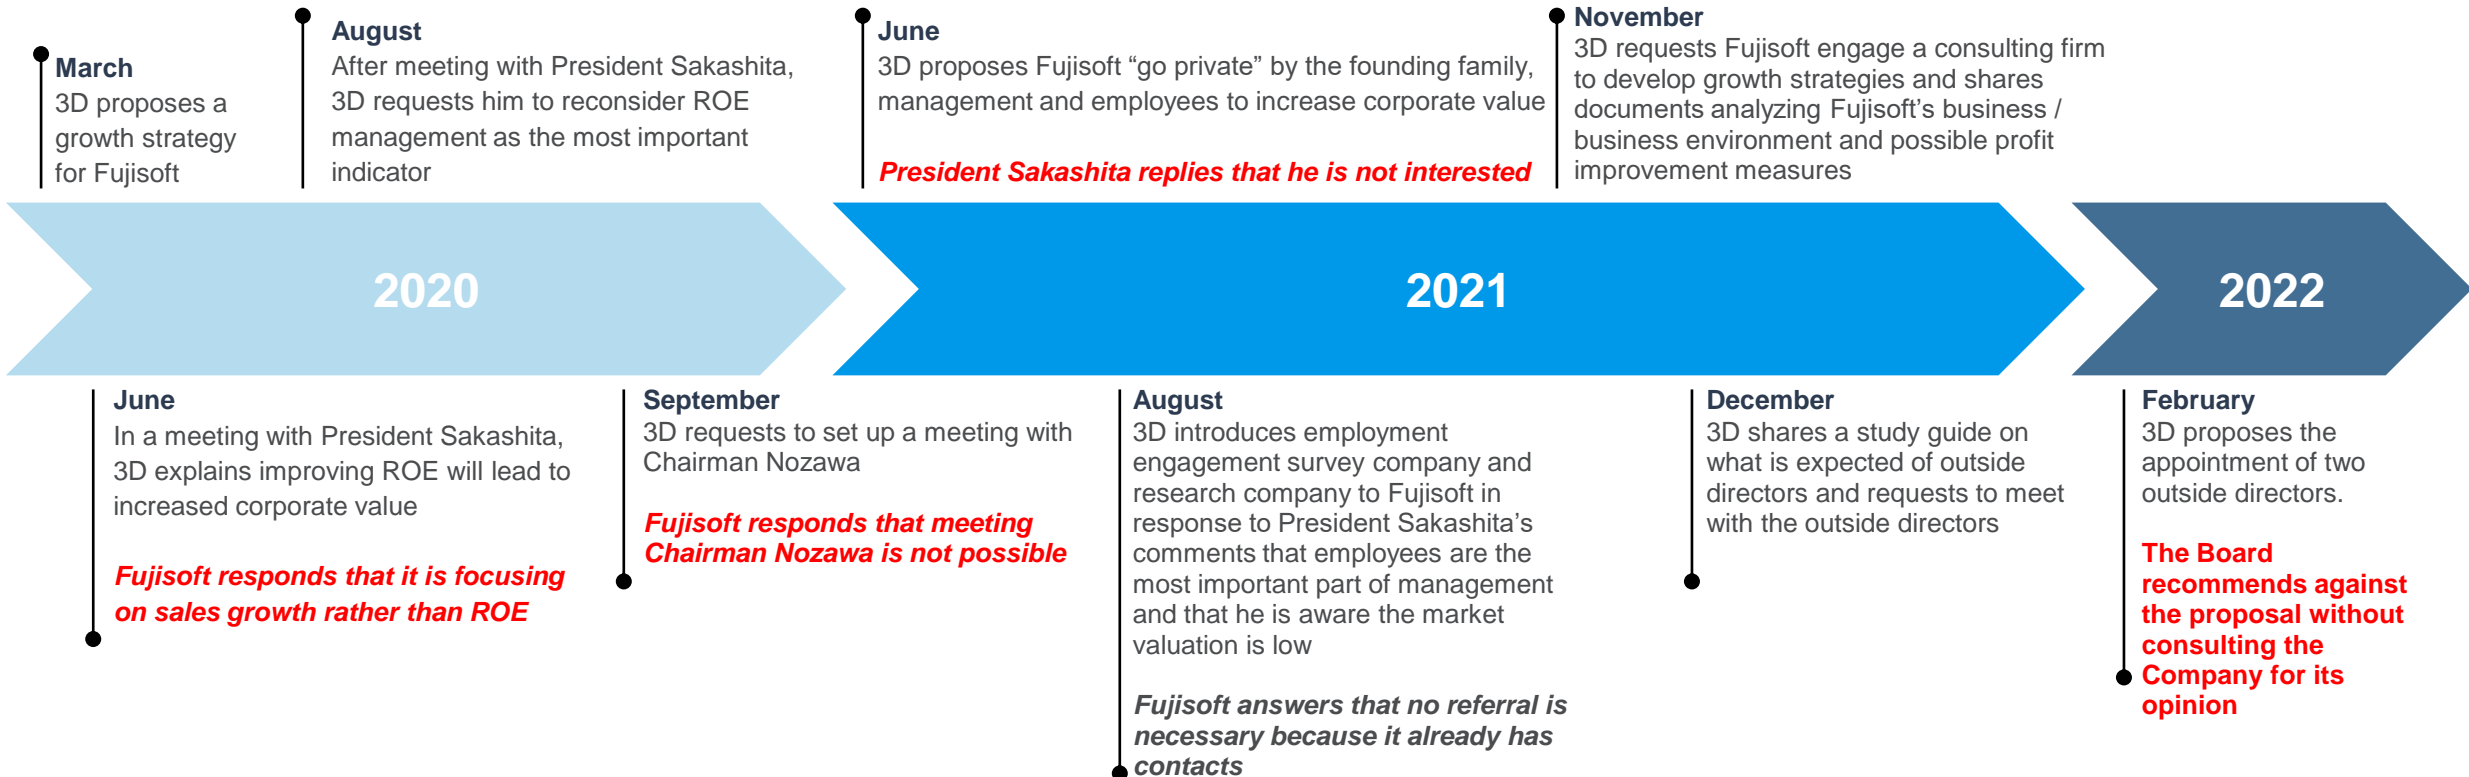 March
3D proposes a
growth strategy
for Fujisoft
August
After meeting with President Sakashita,
3D requests him to reconsider ROE
management as the most important
indicator
June
3D proposes Fujisoft “go private” by the founding family,
management and employees to increase corporate value
President Sakashita replies that he is not interested
November
3D requests Fujisoft engage a consulting firm
to develop growth strategies and shares
documents analyzing Fujisoft’s business /
business environment and possible profit
improvement measures
2020
2021
2022
June
In a meeting with President Sakashita,
3D explains improving ROE will lead to
increased corporate value
Fujisoft responds that it is focusing
on sales growth rather than ROE
September
3D requests to set up a meeting with
Chairman Nozawa
Fujisoft responds that meeting
Chairman Nozawa is not possible
August
3D introduces employment
engagement survey company and
research company to Fujisoft in
response to President Sakashita’s
comments that employees are the
most important part of management
and that he is aware the market
valuation is low
Fujisoft answers that no referral is
necessary because it already has
contacts
December
3D shares a study guide on
what is expected of outside
directors and requests to meet
with the outside directors
February
3D proposes the
appointment of two
outside directors.
The Board
recommends against
the proposal without
consulting the
Company for its
opinion